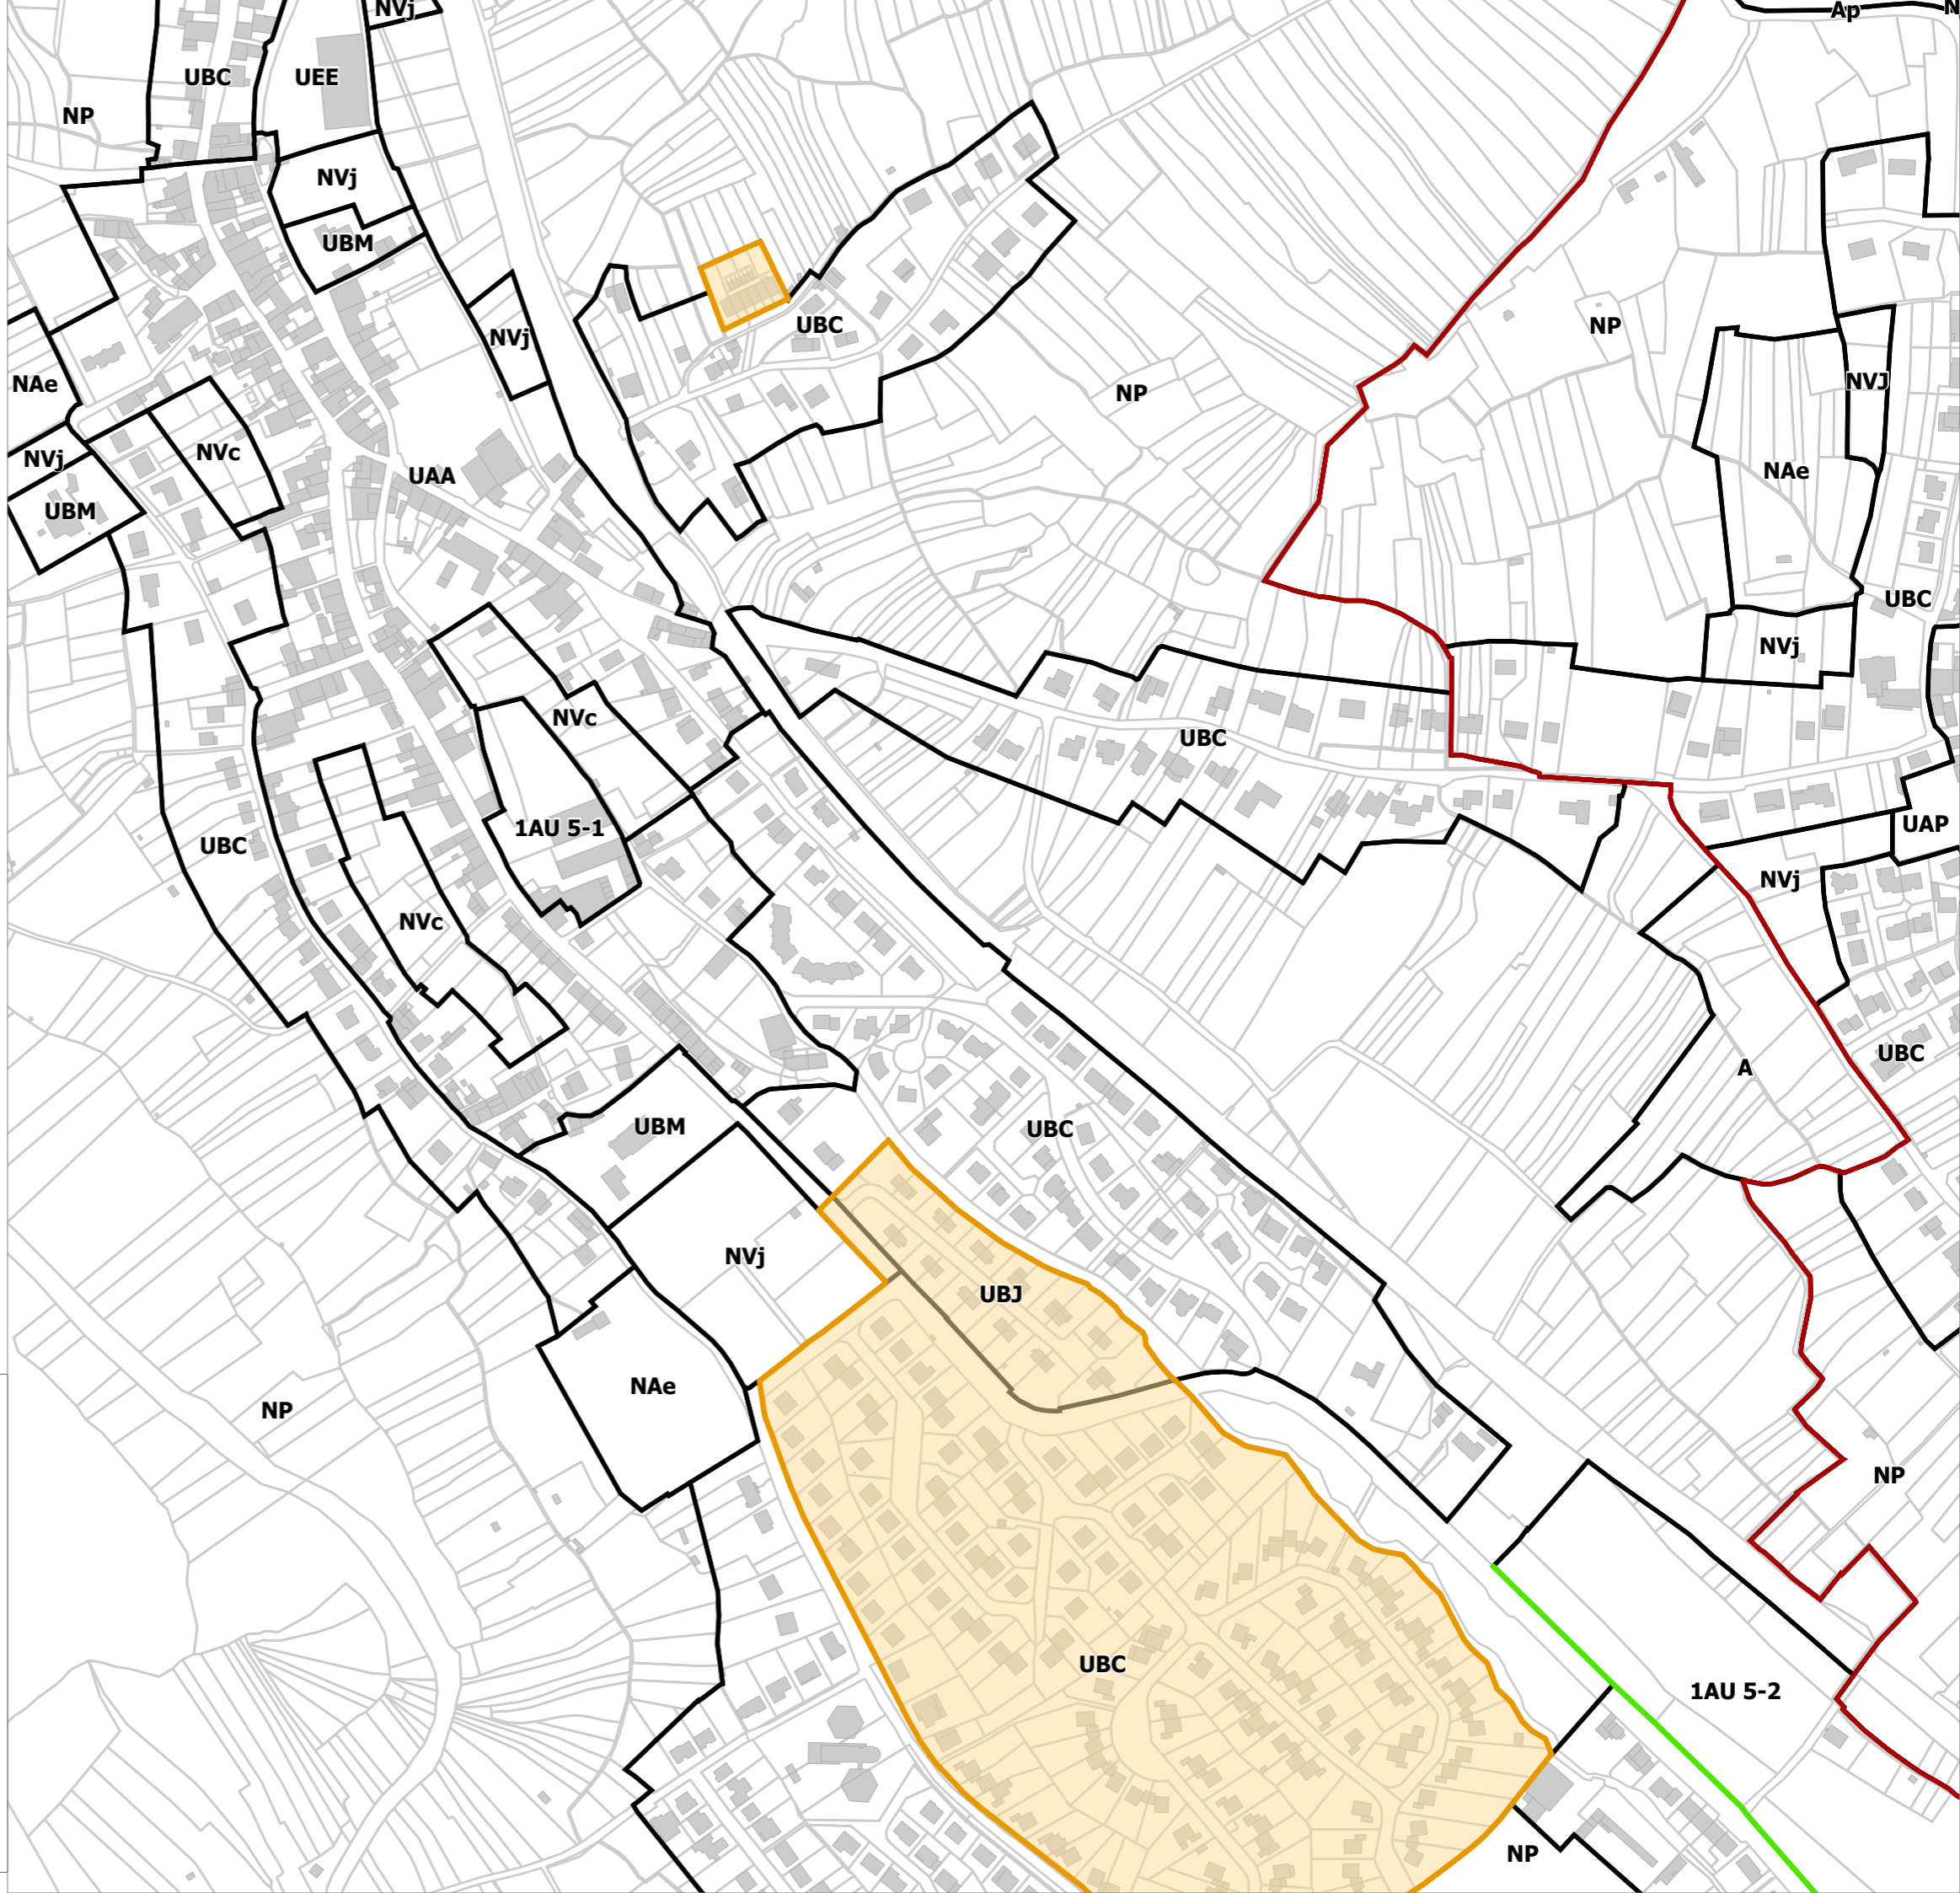 NVj
Ap
N
UBC
UEE
NP
NVj
UBM
NVj
UBC
NP
NP
NAe
NVJ
NVc
NVj
UAA
NAe
UBM
UBC
NVj
NVc
UBC
1AU 5-1
UAP
UBC
NVj
NVc
UBC
A
UBM
UBC
NVj
UBJ
NAe
NP
NP
UBC
1AU 5-2
NP